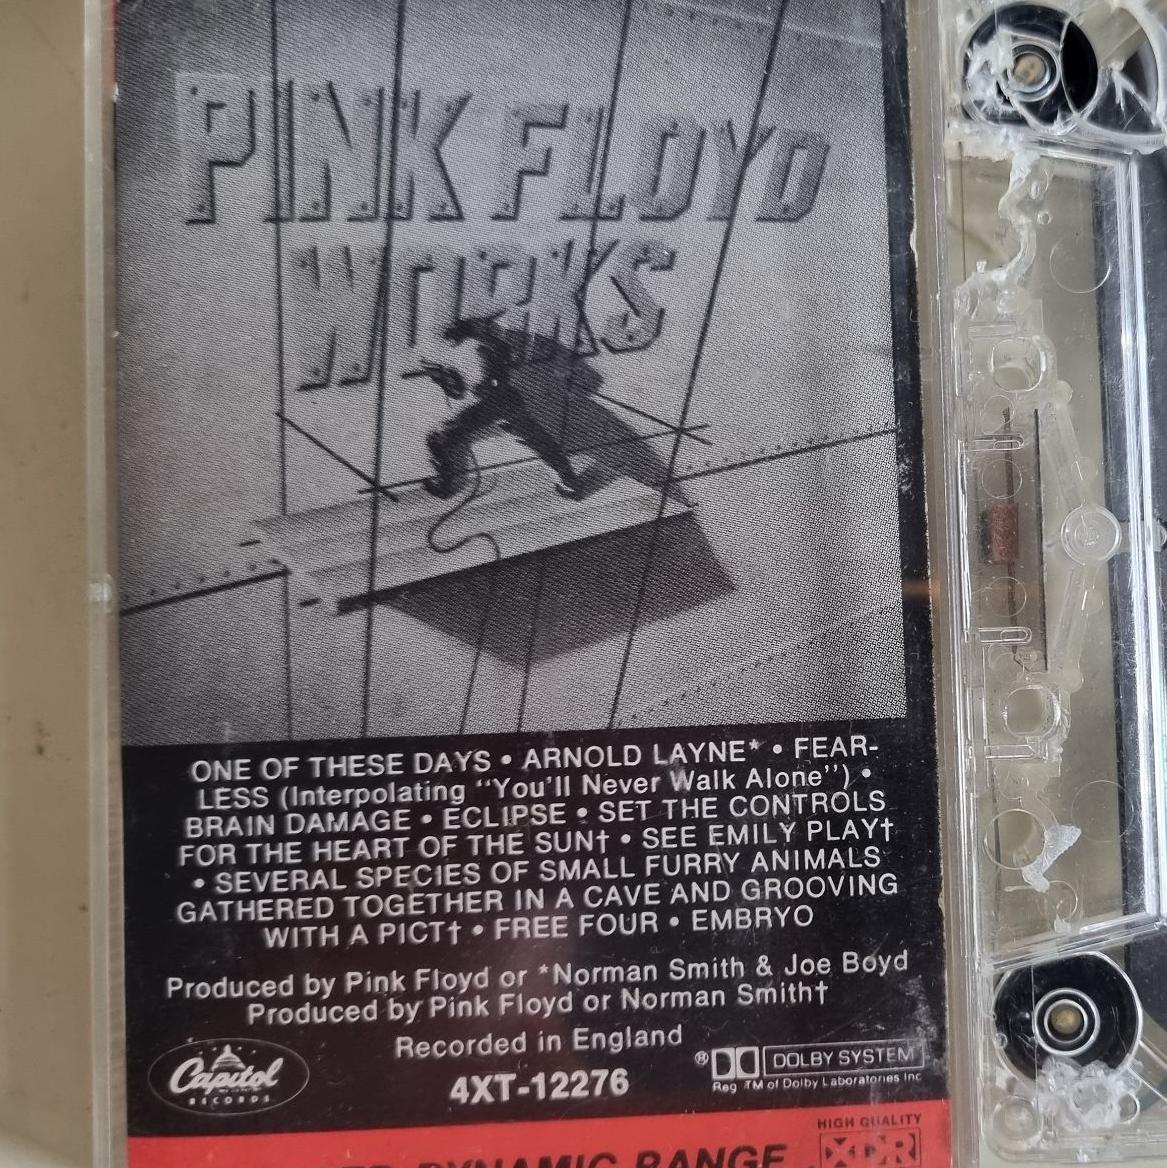 PINK FLOYD
WORKS
ONE OF THESE DAYS • ARNOLD LAYNE* • FEAR-
LESS (Interpolating "You'll Never Walk Alone") •
BRAIN DAMAGE • ECLIPSE • SET THE CONTROLS
FOR THE HEART OF THE SUN† • SEE EMILY PLAY†
• SEVERAL SPECIES OF SMALL FURRY ANIMALS
GATHERED TOGETHER IN A CAVE AND GROOVING
WITH A PICT† • FREE FOUR • EMBRYO
Produced by Pink Floyd or *Norman Smith & Joe Boyd
Produced by Pink Floyd or Norman Smith†
Recorded in England
Capitol
RECORDS
4XT-12276
® DOLBY SYSTEM
Reg TM of Dolby Laboratories Inc
HIGH QUALITY
XDR
DYNAMIC RANGE